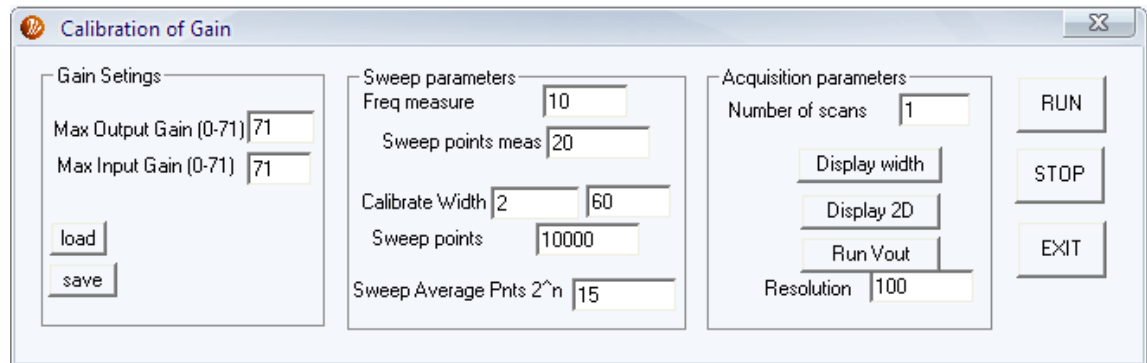 Calibration of Gain
Gain Setings
Max Output Gain (0-71) 71
Max Input Gain (0-71) 71
load
save
Sweep parameters
Freq measure 10
Sweep points meas 20
Calibrate Width 2 60
Sweep points 10000
Sweep Average Pnts 2^n 15
Acquisition parameters
Number of scans 1
Display width
Display 2D
Run Vout
Resolution 100
RUN
STOP
EXIT